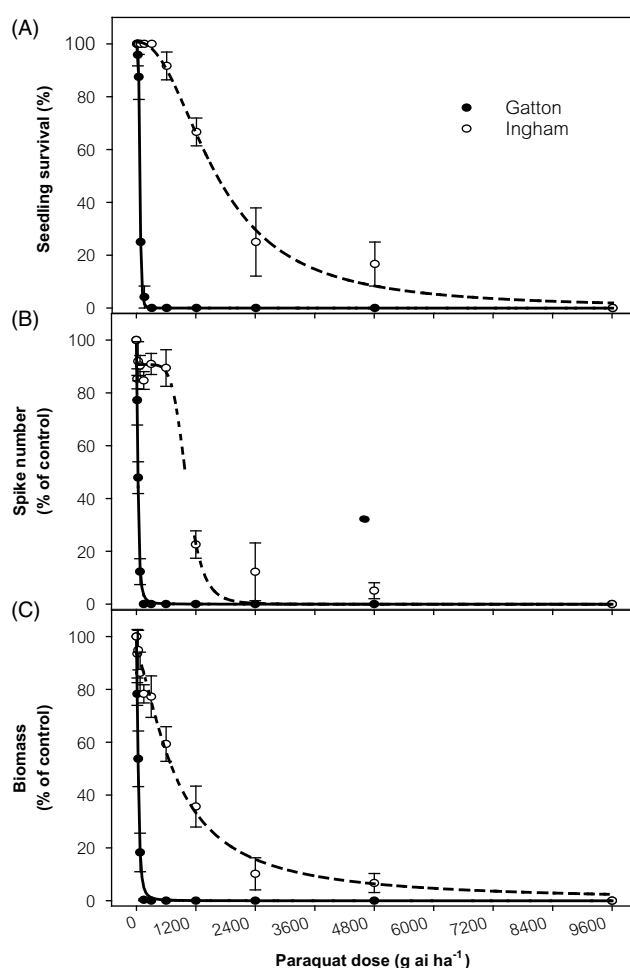 (A)
100
80
60
40
20
0
Seedling survival (%)
Gatton
Ingham
(B)
100
80
60
40
20
0
Spike number
(% of control)
(C)
100
80
60
40
20
0
Biomass
(% of control)
0 1200 2400 3600 4800 6000 7200 8400 9600
Paraquat dose (g ai ha⁻¹)